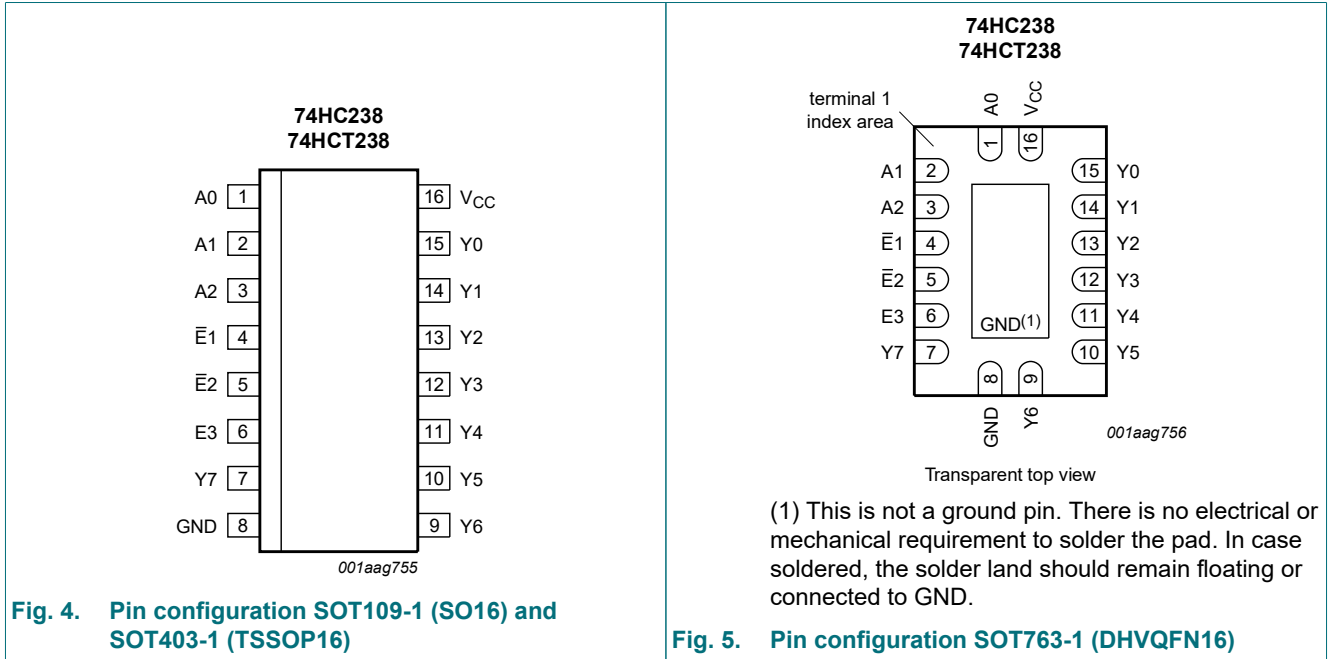 74HC238
74HCT238
A0 1
A1 2
A2 3
E̅1 4
E̅2 5
E3 6
Y7 7
GND 8
16 VCC
15 Y0
14 Y1
13 Y2
12 Y3
11 Y4
10 Y5
9 Y6
001aag755
Fig. 4. Pin configuration SOT109-1 (SO16) and
SOT403-1 (TSSOP16)
74HC238
74HCT238
terminal 1
index area
A0
VCC
1
16
A1 2
A2 3
E̅1 4
E̅2 5
E3 6
Y7 7
15 Y0
14 Y1
13 Y2
12 Y3
11 Y4
10 Y5
GND(1)
8
9
GND
Y6
001aag756
Transparent top view
(1) This is not a ground pin. There is no electrical or
mechanical requirement to solder the pad. In case
soldered, the solder land should remain floating or
connected to GND.
Fig. 5. Pin configuration SOT763-1 (DHVQFN16)